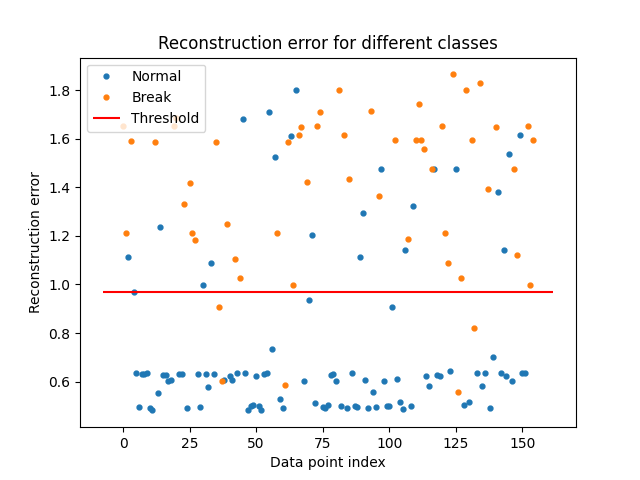 Reconstruction error for different classes
Normal
Break
Threshold
1.8
1.6
1.4
1.2
1.0
0.8
0.6
Reconstruction error
0 25 50 75 100 125 150
Data point index